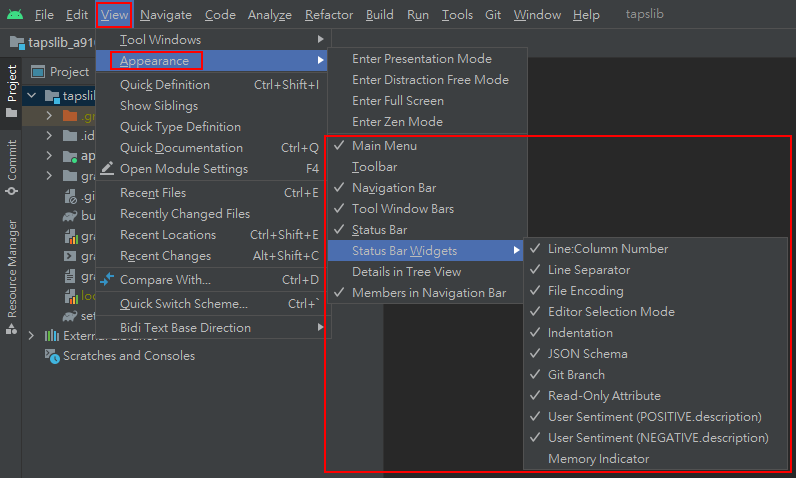 File Edit View Navigate Code Analyze Refactor Build Run Tools Git Window Help tapslib
tapslib_a910
Project
Commit
Resource Manager
Project
tapslib
.gr
.id
app
gra
.git
bu
gra
gra
gra
loc
set
External Libraries
Scratches and Consoles
Tool Windows
Appearance
Quick Definition Ctrl+Shift+I
Show Siblings
Quick Type Definition
Quick Documentation Ctrl+Q
Open Module Settings F4
Recent Files Ctrl+E
Recently Changed Files
Recent Locations Ctrl+Shift+E
Recent Changes Alt+Shift+C
Compare With... Ctrl+D
Quick Switch Scheme... Ctrl+`
Bidi Text Base Direction
Enter Presentation Mode
Enter Distraction Free Mode
Enter Full Screen
Enter Zen Mode
Main Menu
Toolbar
Navigation Bar
Tool Window Bars
Status Bar
Status Bar Widgets
Details in Tree View
Members in Navigation Bar
Line:Column Number
Line Separator
File Encoding
Editor Selection Mode
Indentation
JSON Schema
Git Branch
Read-Only Attribute
User Sentiment (POSITIVE.description)
User Sentiment (NEGATIVE.description)
Memory Indicator